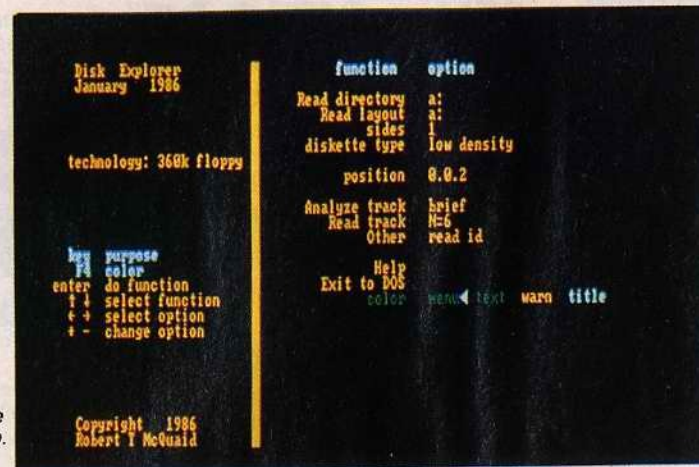 Disk Explorer
January 1986
technology: 360k floppy
key purpose
F4 color
enter do function
↑ ↓ select function
← → select option
+ - change option
Copyright 1986
Robert T McQuaid
function option
Read directory a:
Read layout a:
sides 1
diskette type low density
position 0.0.2
Analyze track brief
Read track N=6
Other read id
Help
Exit to DOS
color menu text warn title